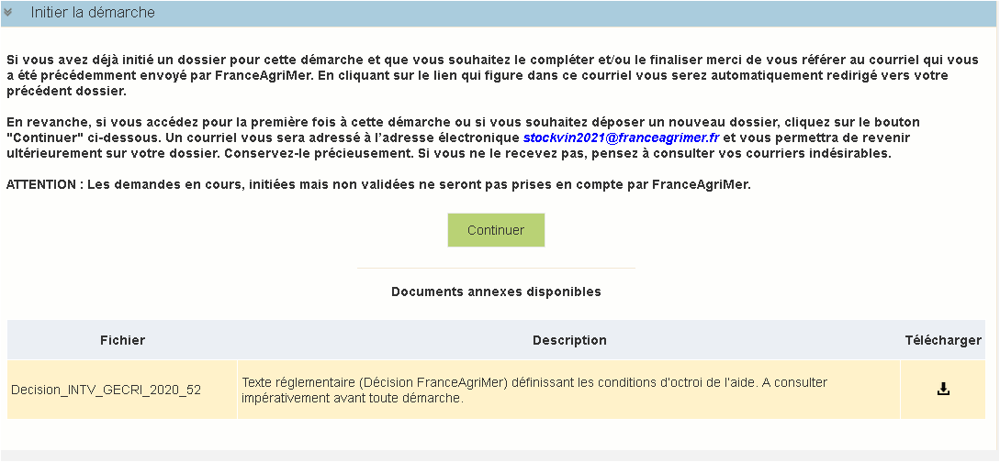 Initier la démarche
Si vous avez déjà initié un dossier pour cette démarche et que vous souhaitez le compléter et/ou le finaliser merci de vous référer au courriel qui vous
a été précédemment envoyé par FranceAgriMer. En cliquant sur le lien qui figure dans ce courriel vous serez automatiquement redirigé vers votre
précédent dossier.
En revanche, si vous accédez pour la première fois à cette démarche ou si vous souhaitez déposer un nouveau dossier, cliquez sur le bouton
"Continuer" ci-dessous. Un courriel vous sera adressé à l'adresse électronique stockvin2021@franceagrimer.fr et vous permettra de revenir
ultérieurement sur votre dossier. Conservez-le précieusement. Si vous ne le recevez pas, pensez à consulter vos courriers indésirables.
ATTENTION : Les demandes en cours, initiées mais non validées ne seront pas prises en compte par FranceAgriMer.
Continuer
Documents annexes disponibles
Fichier Description Télécharger
Decision_INTV_GECRI_2020_52
Texte réglementaire (Décision FranceAgriMer) définissant les conditions d'octroi de l'aide. A consulter
impérativement avant toute démarche.